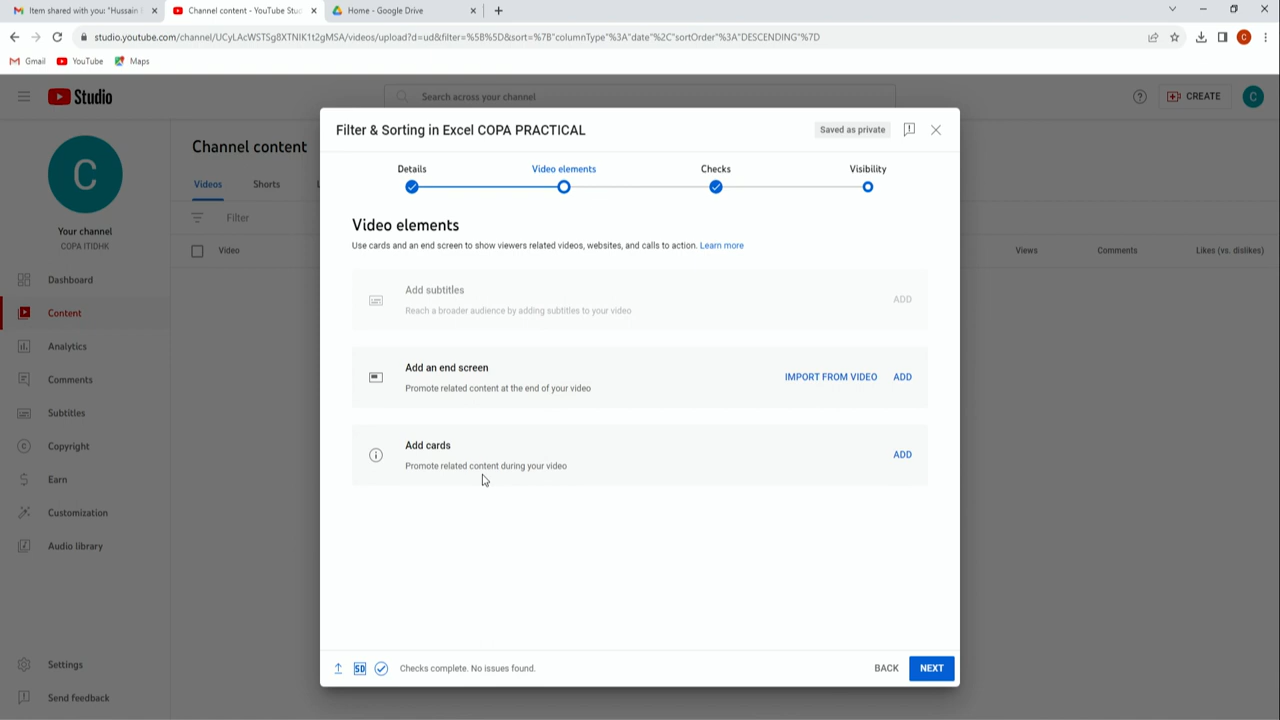 Item shared with you: "Hussain
Channel content - YouTube Stu
Home - Google Drive
studio.youtube.com/channel/UCyLAcWSTSg8XTNIK1t2gMSA/videos/upload?d=ud&filter=%5B%5D&sort=%7B"columnType"%3A"date"%2C"sortOrder"%3A"DESCENDING"%7D
C
Gmail
YouTube
Maps
Studio
Search across your channel
CREATE
C
C
Your channel
COPA ITIDHK
Dashboard
Content
Analytics
Comments
Subtitles
Copyright
Earn
Customization
Audio library
Settings
Send feedback
Channel content
Videos
Shorts
Filter
Video
Views
Comments
Likes (vs. dislikes)
Filter & Sorting in Excel COPA PRACTICAL
Saved as private
Details
Video elements
Checks
Visibility
Video elements
Use cards and an end screen to show viewers related videos, websites, and calls to action. Learn more
Add subtitles
Reach a broader audience by adding subtitles to your video
ADD
Add an end screen
Promote related content at the end of your video
IMPORT FROM VIDEO
ADD
Add cards
Promote related content during your video
ADD
SD
Checks complete. No issues found.
BACK
NEXT